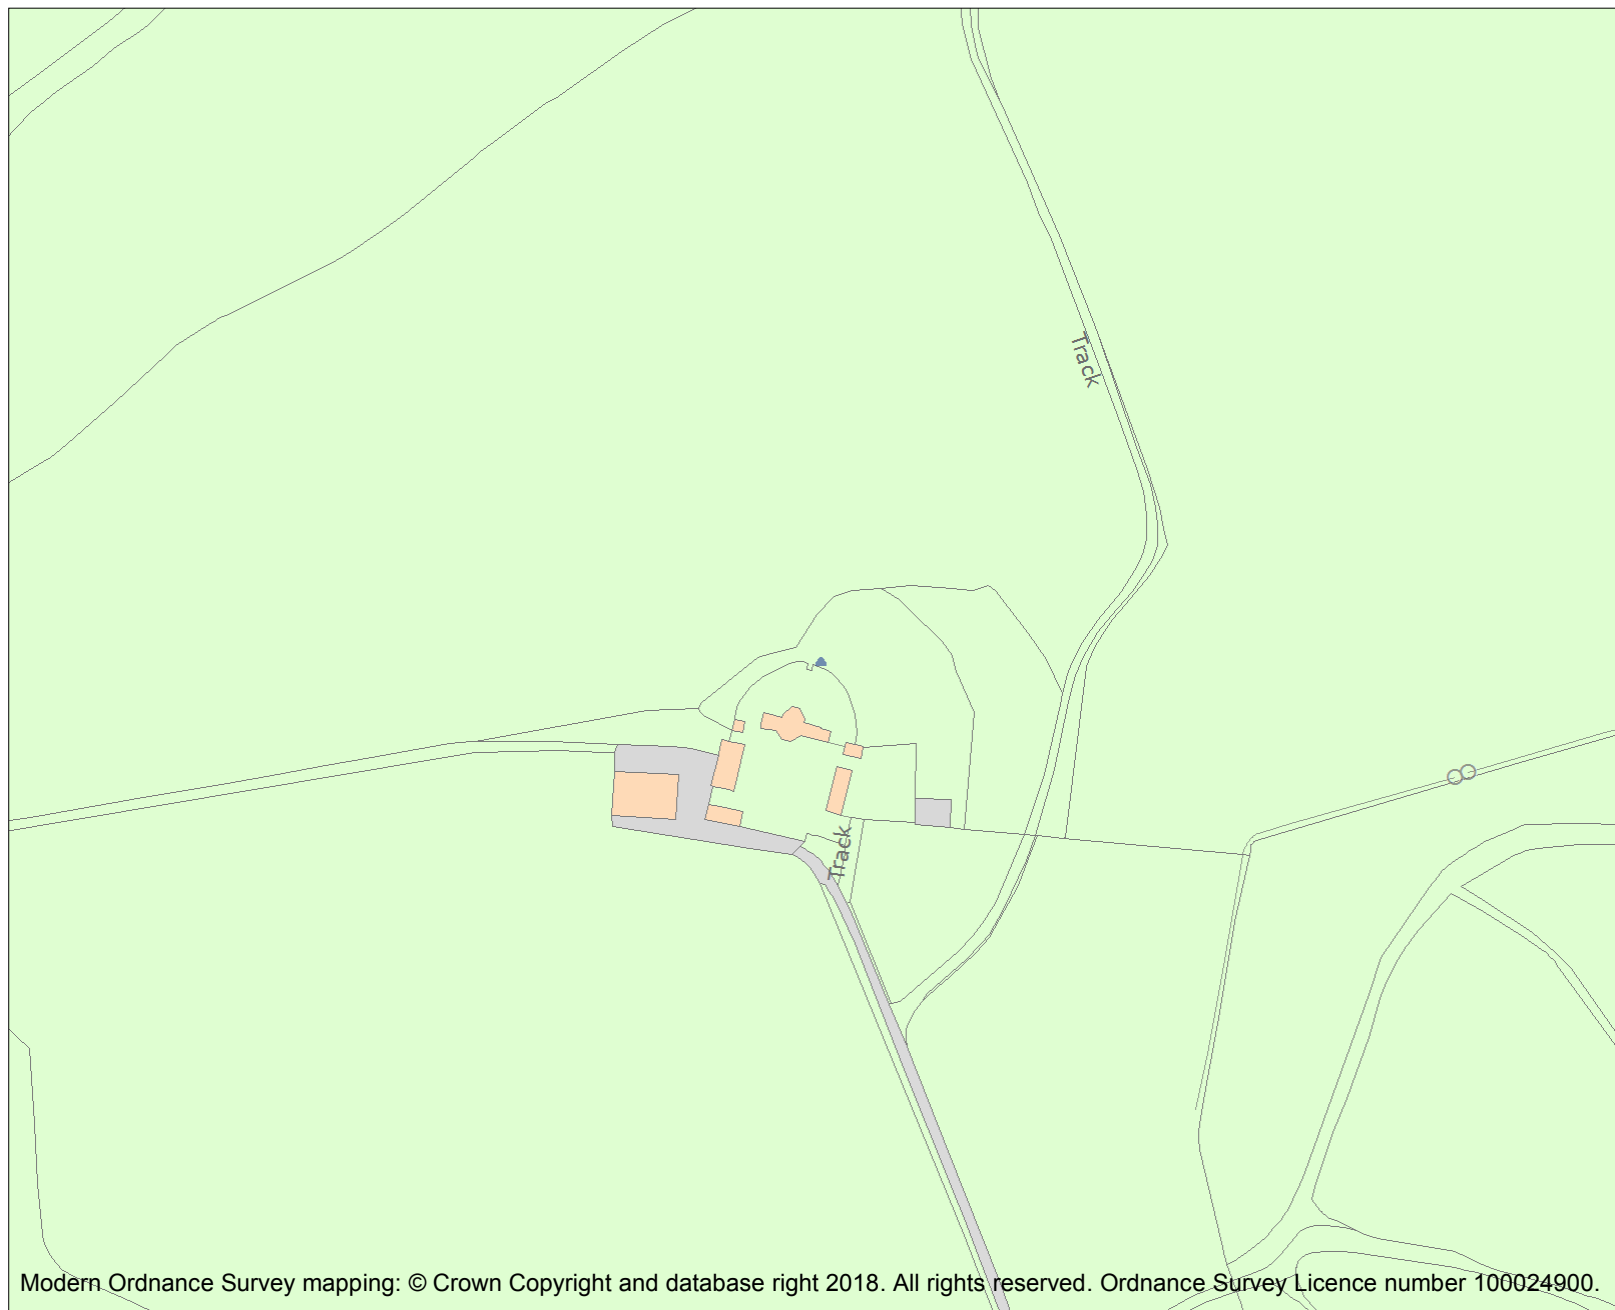 Track
Track
Modern Ordnance Survey mapping: © Crown Copyright and database right 2018. All rights reserved. Ordnance Survey Licence number 100024900.